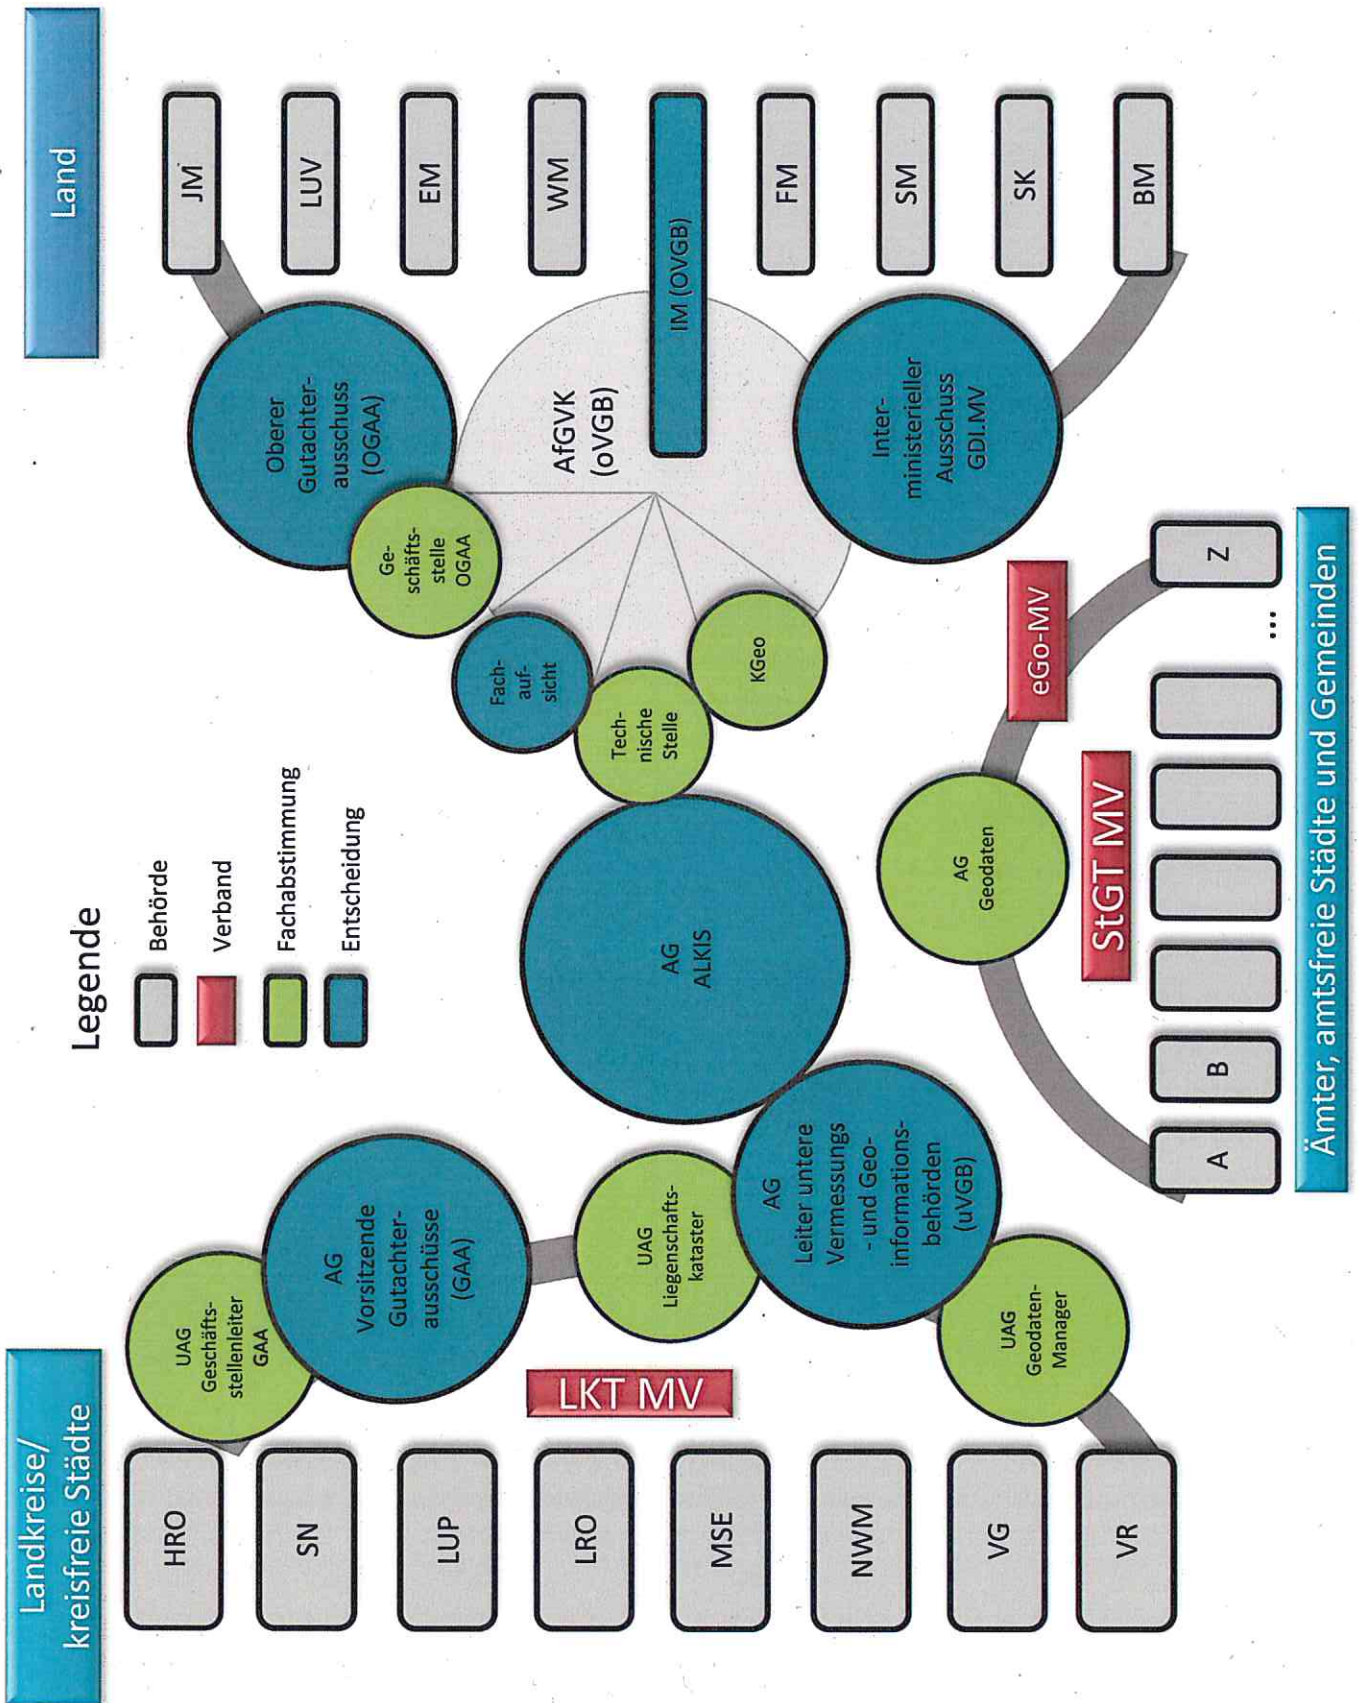 Landkreise/
kreisfreie Städte
Legende
Behörde
Verband
Fachabstimmung
Entscheidung
Land
HRO
SN
LUP
LRO
MSE
NWM
VG
VR
UAG
Geschäfts-
stellenleiter
GAA
AG
Vorsitzende
Gutachter-
ausschüsse
(GAA)
LKT MV
UAG
Liegenschafts-
kataster
AG
Leiter untere
Vermessungs
- und Geo-
informations-
behörden
(uVGB)
UAG
Geodaten-
Manager
AG
ALKIS
Oberer
Gutachter-
ausschuss
(OGAA)
Ge-
schäfts-
stelle
OGAA
Fach-
auf-
sicht
Tech-
nische
Stelle
KGeo
AfGVK
(oVGB)
IM (OVGB)
Inter-
ministerieller
Ausschuss
GDI.MV
JM
LUV
EM
WM
FM
SM
SK
BM
AG
Geodaten
eGo-MV
StGT MV
A
B
...
Z
Ämter, amtsfreie Städte und Gemeinden